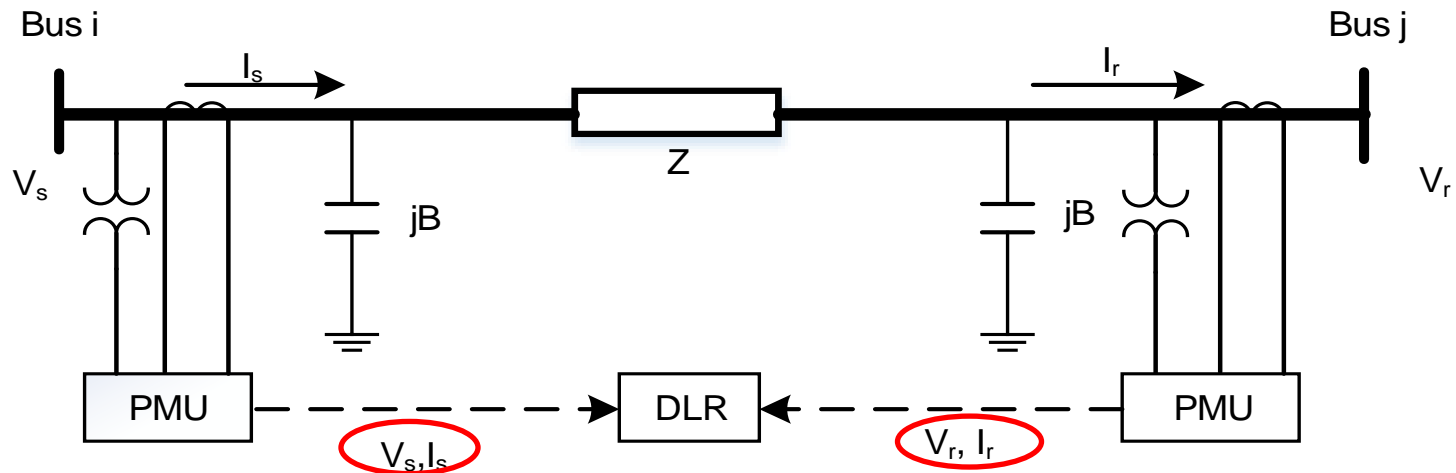 Bus i
Bus j
Iₛ
Iᵣ
Vₛ
Z
Vᵣ
jB
jB
PMU
DLR
PMU
Vₛ,Iₛ
Vᵣ, Iᵣ